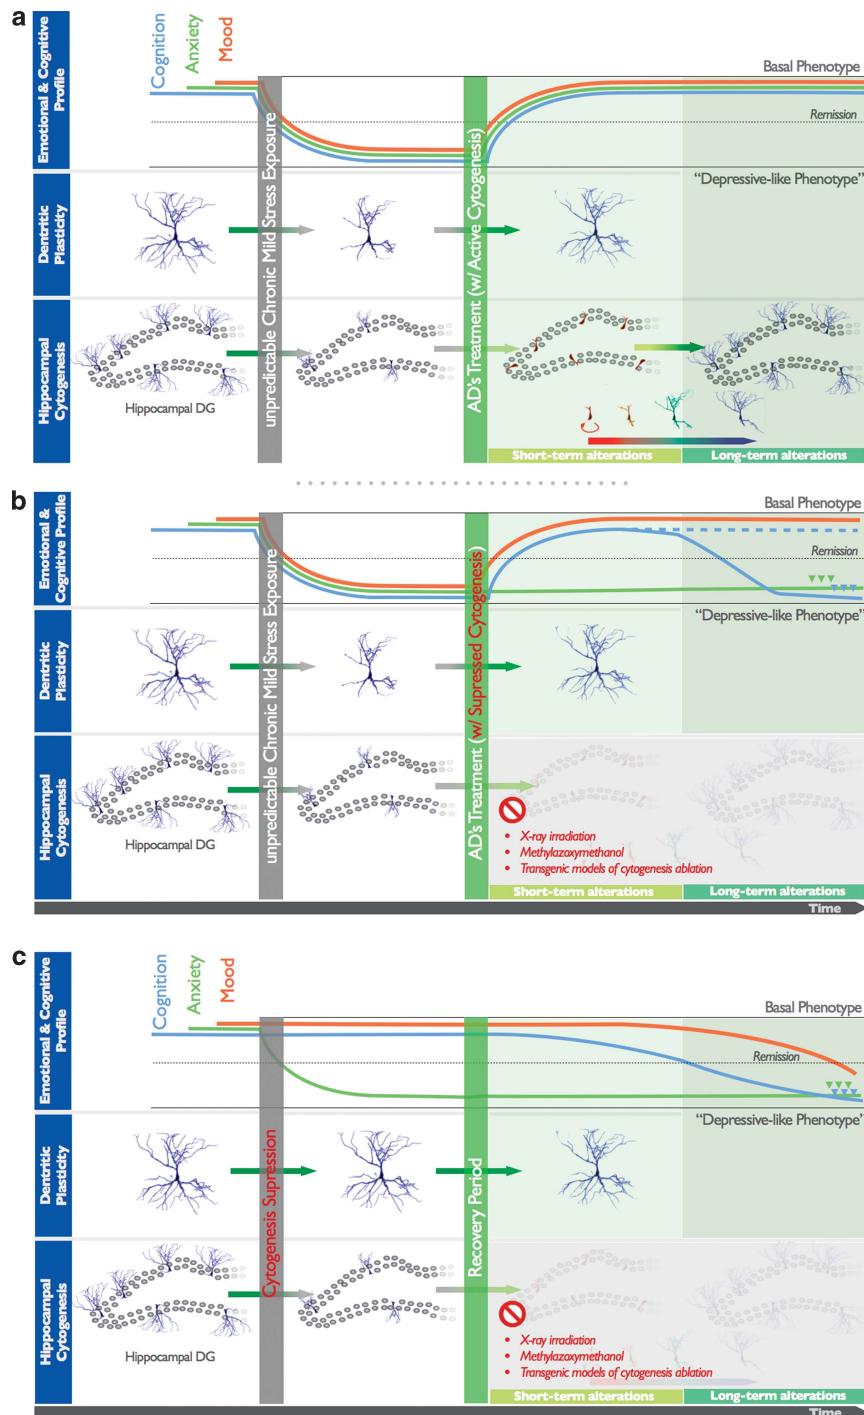 a
Cognition
Anxiety
Mood
Emotional & Cognitive
Profile
Basal Phenotype
Remission
"Depressive-like Phenotype"
Dentritic
Plasticity
Hippocampal
Cytogenesis
Hippocampal DG
unpredictable Chronic Mild Stress Exposure
AD's Treatment (w/ Active Cytogenesis)
Short-term alterations
Long-term alterations
b
Emotional &
Cognitive Profile
Basal Phenotype
Remission
"Depressive-like Phenotype"
Dentritic
Plasticity
Hippocampal
Cytogenesis
Hippocampal DG
unpredictable Chronic Mild Stress Exposure
AD's Treatment (w/ Supressed Cytogenesis)
• X-ray irradiation
• Methylazoxymethanol
• Transgenic models of cytogenesis ablation
Short-term alterations
Long-term alterations
Time
c
Cognition
Anxiety
Mood
Emotional & Cognitive
Profile
Basal Phenotype
Remission
"Depressive-like Phenotype"
Dentritic
Plasticity
Hippocampal
Cytogenesis
Hippocampal DG
Cytogenesis Supression
Recovery Period
• X-ray irradiation
• Methylazoxymethanol
• Transgenic models of cytogenesis ablation
Short-term alterations
Long-term alterations
Time